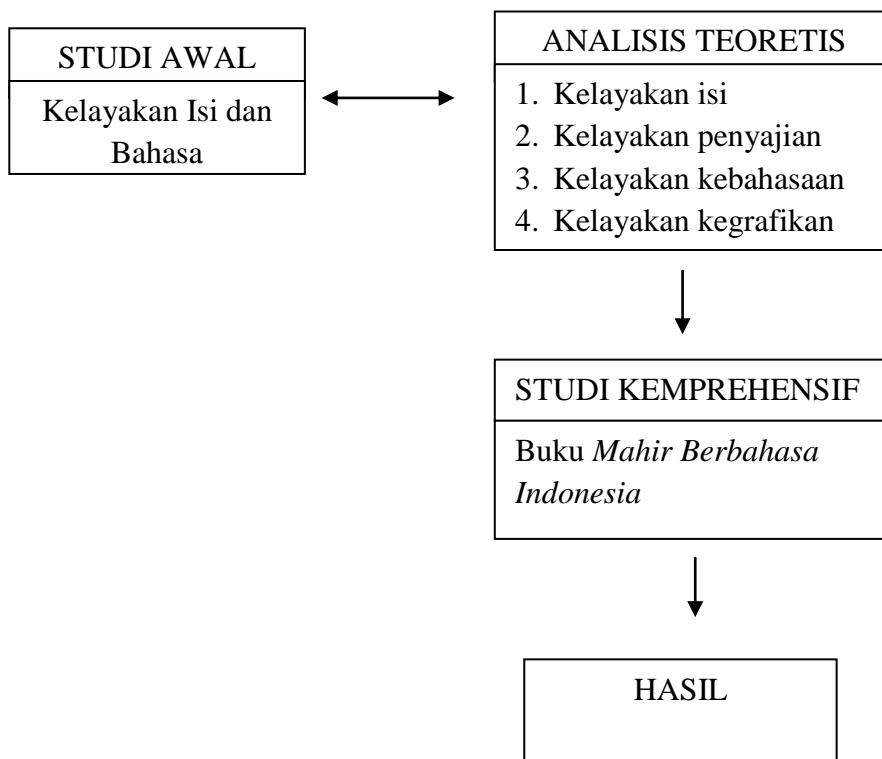 STUDI AWAL
Kelayakan Isi dan
Bahasa
ANALISIS TEORETIS
1. Kelayakan isi
2. Kelayakan penyajian
3. Kelayakan kebahasaan
4. Kelayakan kegrafikan
STUDI KEMPREHENSIF
Buku Mahir Berbahasa
Indonesia
HASIL